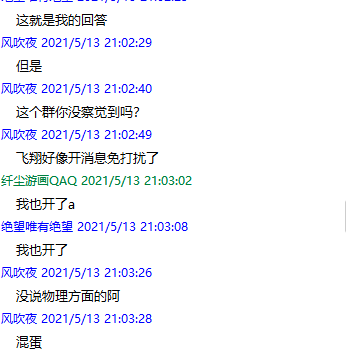 这就是我的回答
风吹夜 2021/5/13 21:02:29
但是
风吹夜 2021/5/13 21:02:40
这个群你没察觉到吗?
风吹夜 2021/5/13 21:02:49
飞翔好像开消息免打扰了
纤尘游画QAQ 2021/5/13 21:03:02
我也开了a
绝望唯有绝望 2021/5/13 21:03:08
我也开了
风吹夜 2021/5/13 21:03:26
没说物理方面的阿
风吹夜 2021/5/13 21:03:28
混蛋